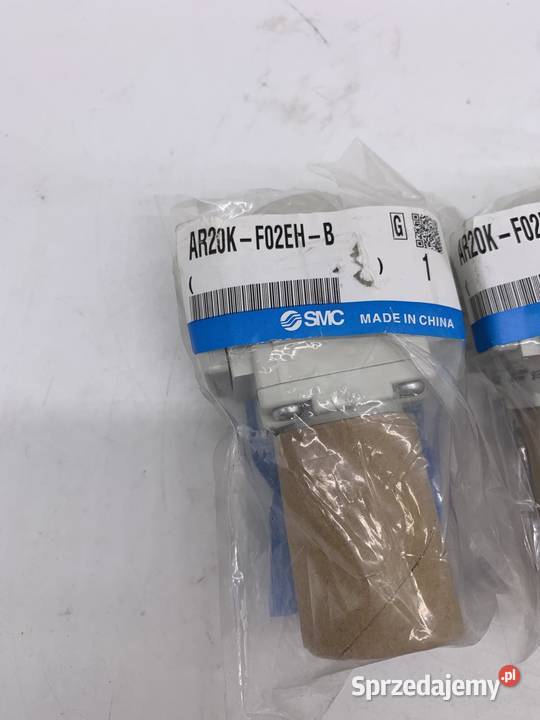 AR20K-F02EH-B
G
( ) 1
SMC MADE IN CHINA
AR20K-F02
(
Sprzedajemy.pl